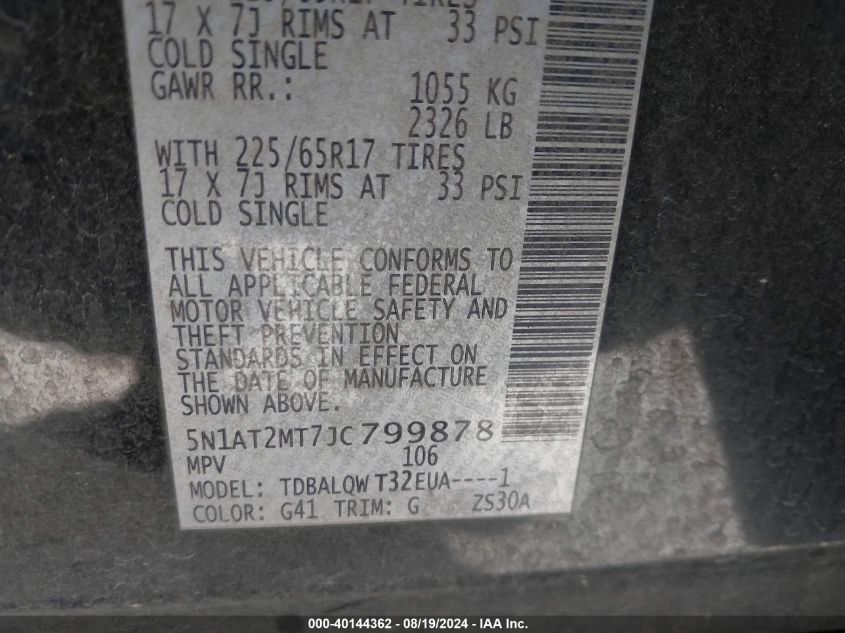 17 X 7J RIMS AT 33 PSI
COLD SINGLE
GAWR RR.: 1055 KG
2326 LB
WITH 225/65R17 TIRES
17 X 7J RIMS AT 33 PSI
COLD SINGLE
THIS VEHICLE CONFORMS TO
ALL APPLICABLE FEDERAL
MOTOR VEHICLE SAFETY AND
THEFT PREVENTION
STANDARDS IN EFFECT ON
THE DATE OF MANUFACTURE
SHOWN ABOVE.
5N1AT2MT7JC799878
MPV 106
MODEL: TDBALQWT32EUA----1
COLOR: G41 TRIM: G ZS30A
000-40144362 - 08/19/2024 - IAA Inc.